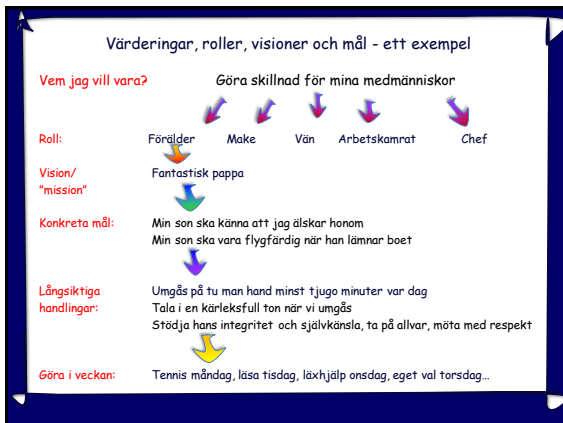 Värderingar, roller, visioner och mål - ett exempel
Vem jag vill vara? Göra skillnad för mina medmänniskor
Roll: Förälder Make Vän Arbetskamrat Chef
Vision/ Fantastisk pappa
"mission"
Konkreta mål: Min son ska känna att jag älskar honom
Min son ska vara flygfärdig när han lämnar boet
Långsiktiga Umgås på tu man hand minst tjugo minuter var dag
handlingar: Tala i en kärleksfull ton när vi umgås
Stödja hans integritet och självkänsla, ta på allvar, möta med respekt
Göra i veckan: Tennis måndag, läsa tisdag, läxhjälp onsdag, eget val torsdag…